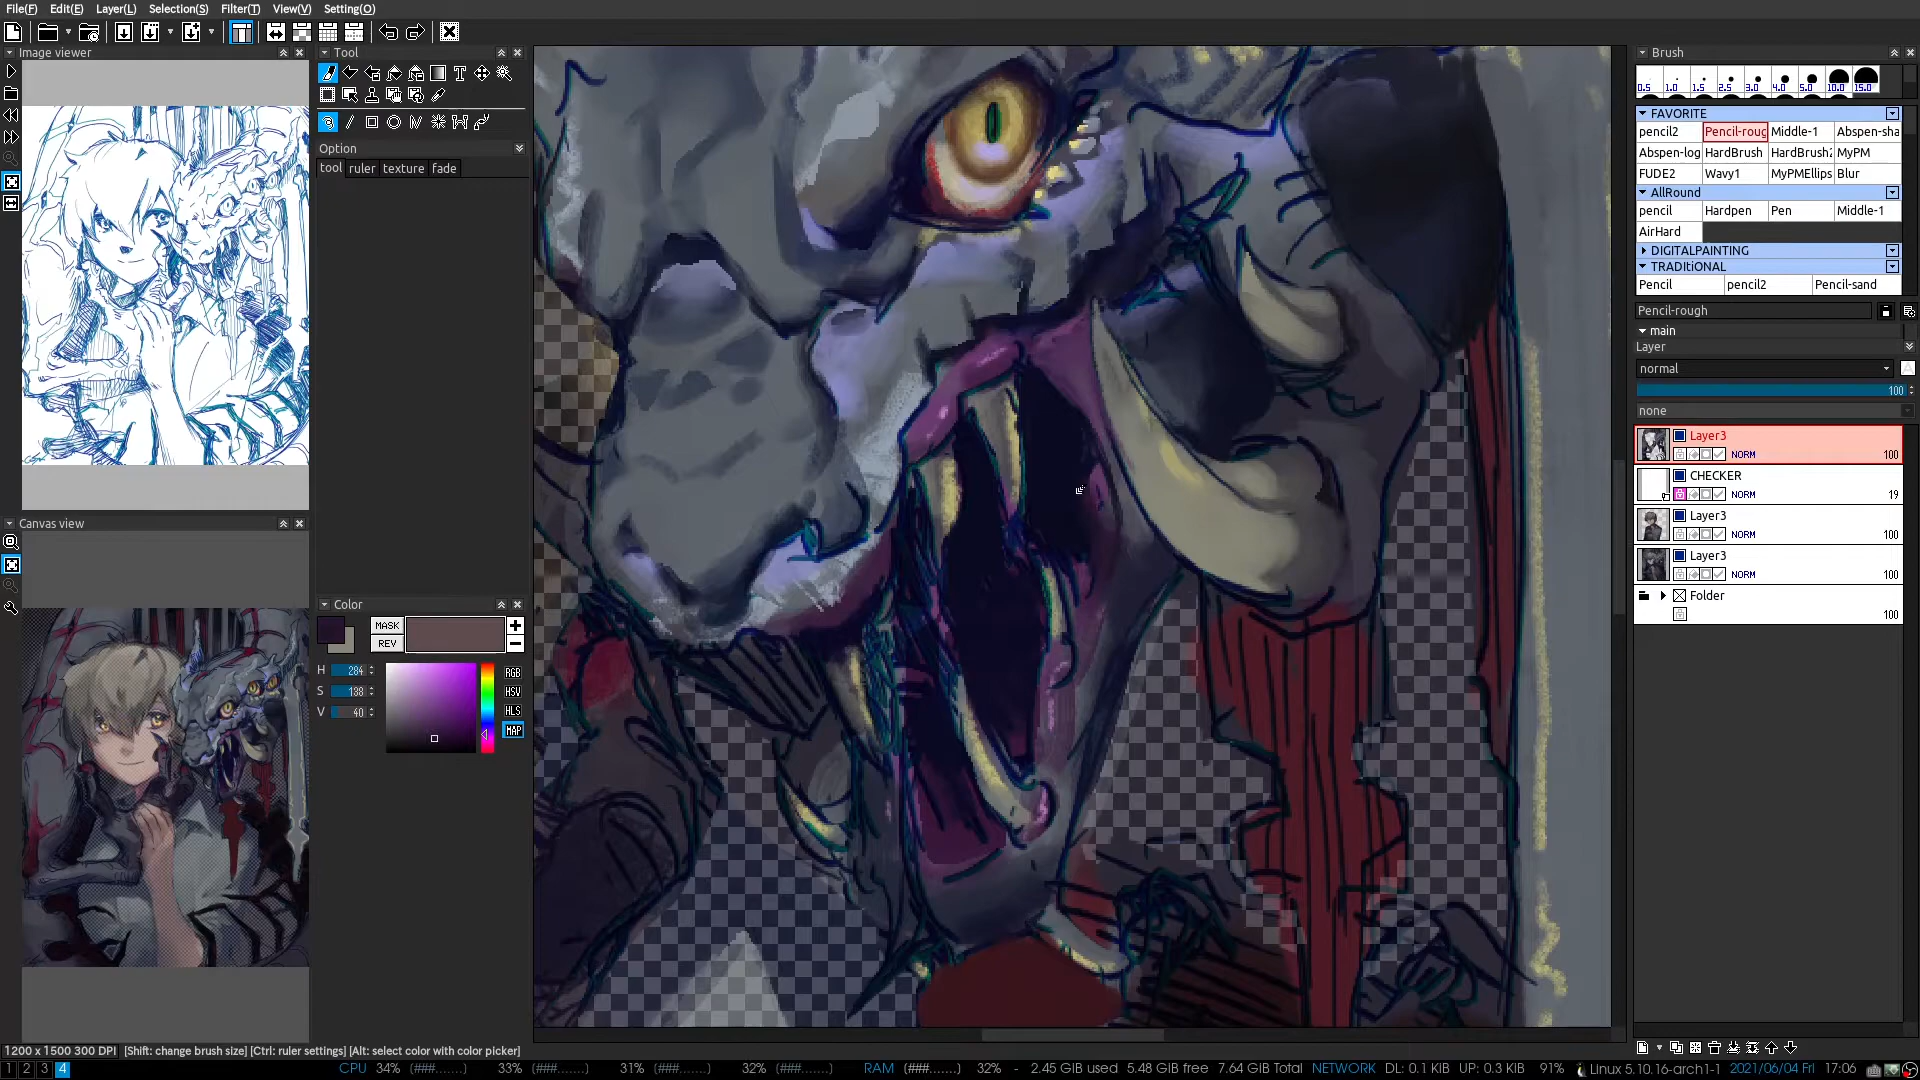 File(F) Edit(E) Layer(L) Selection(S) Filter(T) View(V) Setting(O)
Image viewer
Canvas view
Tool
Option
tool ruler texture fade
Color
MASK
REV
H 284
S 138
V 40
RGB
HSV
HLS
MAP
Brush
0.5 1.0 1.5 2.5 3.0 4.0 5.0 10.0 15.0
FAVORITE
pencil2 Pencil-roug Middle-1 Abspen-sha
Abspen-log HardBrush HardBrush2 MyPM
FUDE2 Wavy1 MyPMEllips Blur
AllRound
pencil Hardpen Pen Middle-1
AirHard
DIGITALPAINTING
TRADItiONAL
Pencil pencil2 Pencil-sand
Pencil-rough
main
Layer
normal
100
none
Layer3
NORM 100
CHECKER
NORM 19
Layer3
NORM 100
Layer3
NORM 100
Folder
100
1200 x 1500 300 DPI [Shift: change brush size] [Ctrl: ruler settings] [Alt: select color with color picker]
1 2 3 4 CPU 34% (###.......) 33% (###.......) 31% (###.......) 32% (###.......) RAM (###.......) 32% - 2.45 GiB used 5.48 GiB free 7.64 GiB Total NETWORK DL: 0.1 KiB UP: 0.3 KiB 91% Linux 5.10.16-arch1-1 2021/06/04 Fri 17:06